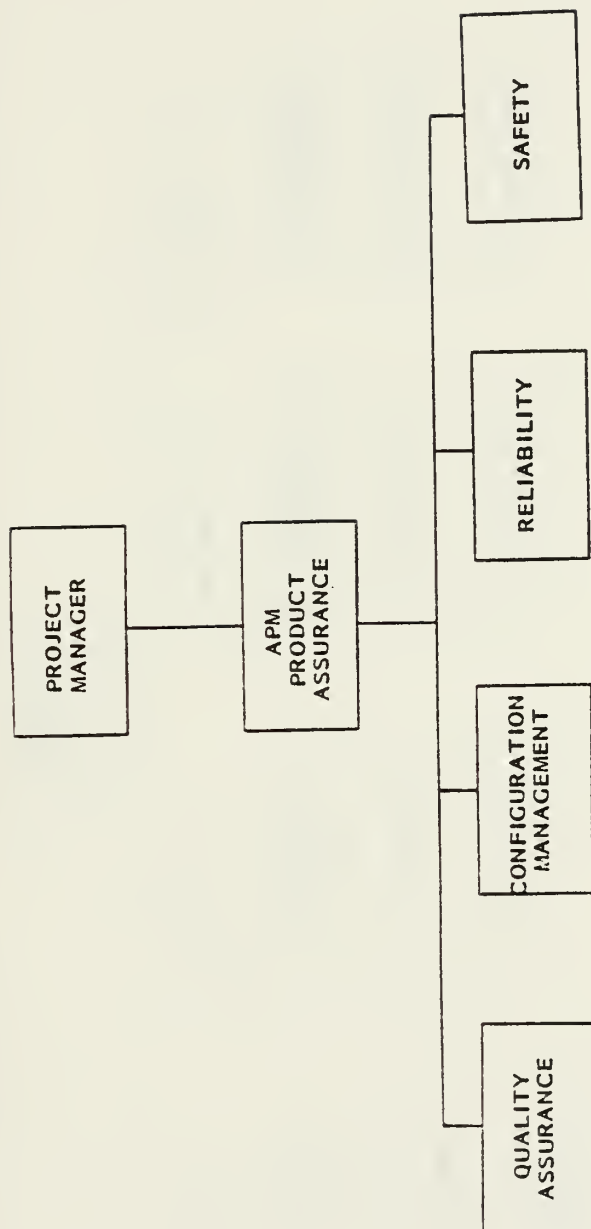 PROJECT
MANAGER
APM
PRODUCT
ASSURANCE
QUALITY
ASSURANCE
CONFIGURATION
MANAGEMENT
RELIABILITY
SAFETY